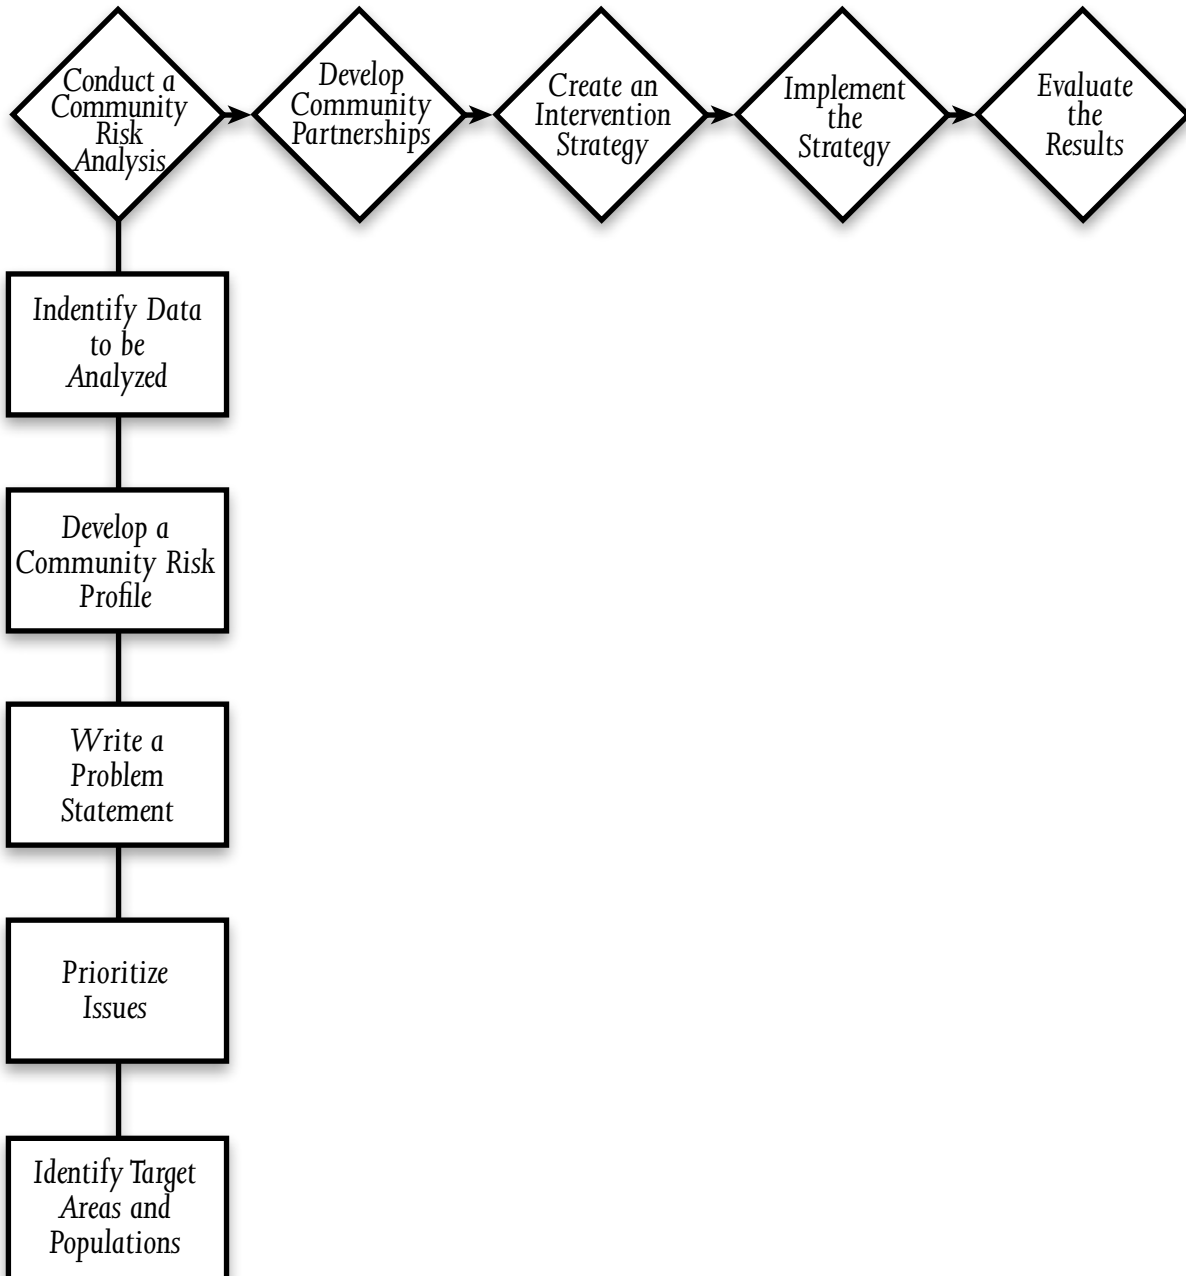 Conduct a
Community
Risk
Analysis
Develop
Community
Partnerships
Create an
Intervention
Strategy
Implement
the
Strategy
Evaluate
the
Results
Indentify Data
to be
Analyzed
Develop a
Community Risk
Profile
Write a
Problem
Statement
Prioritize
Issues
Identify Target
Areas and
Populations